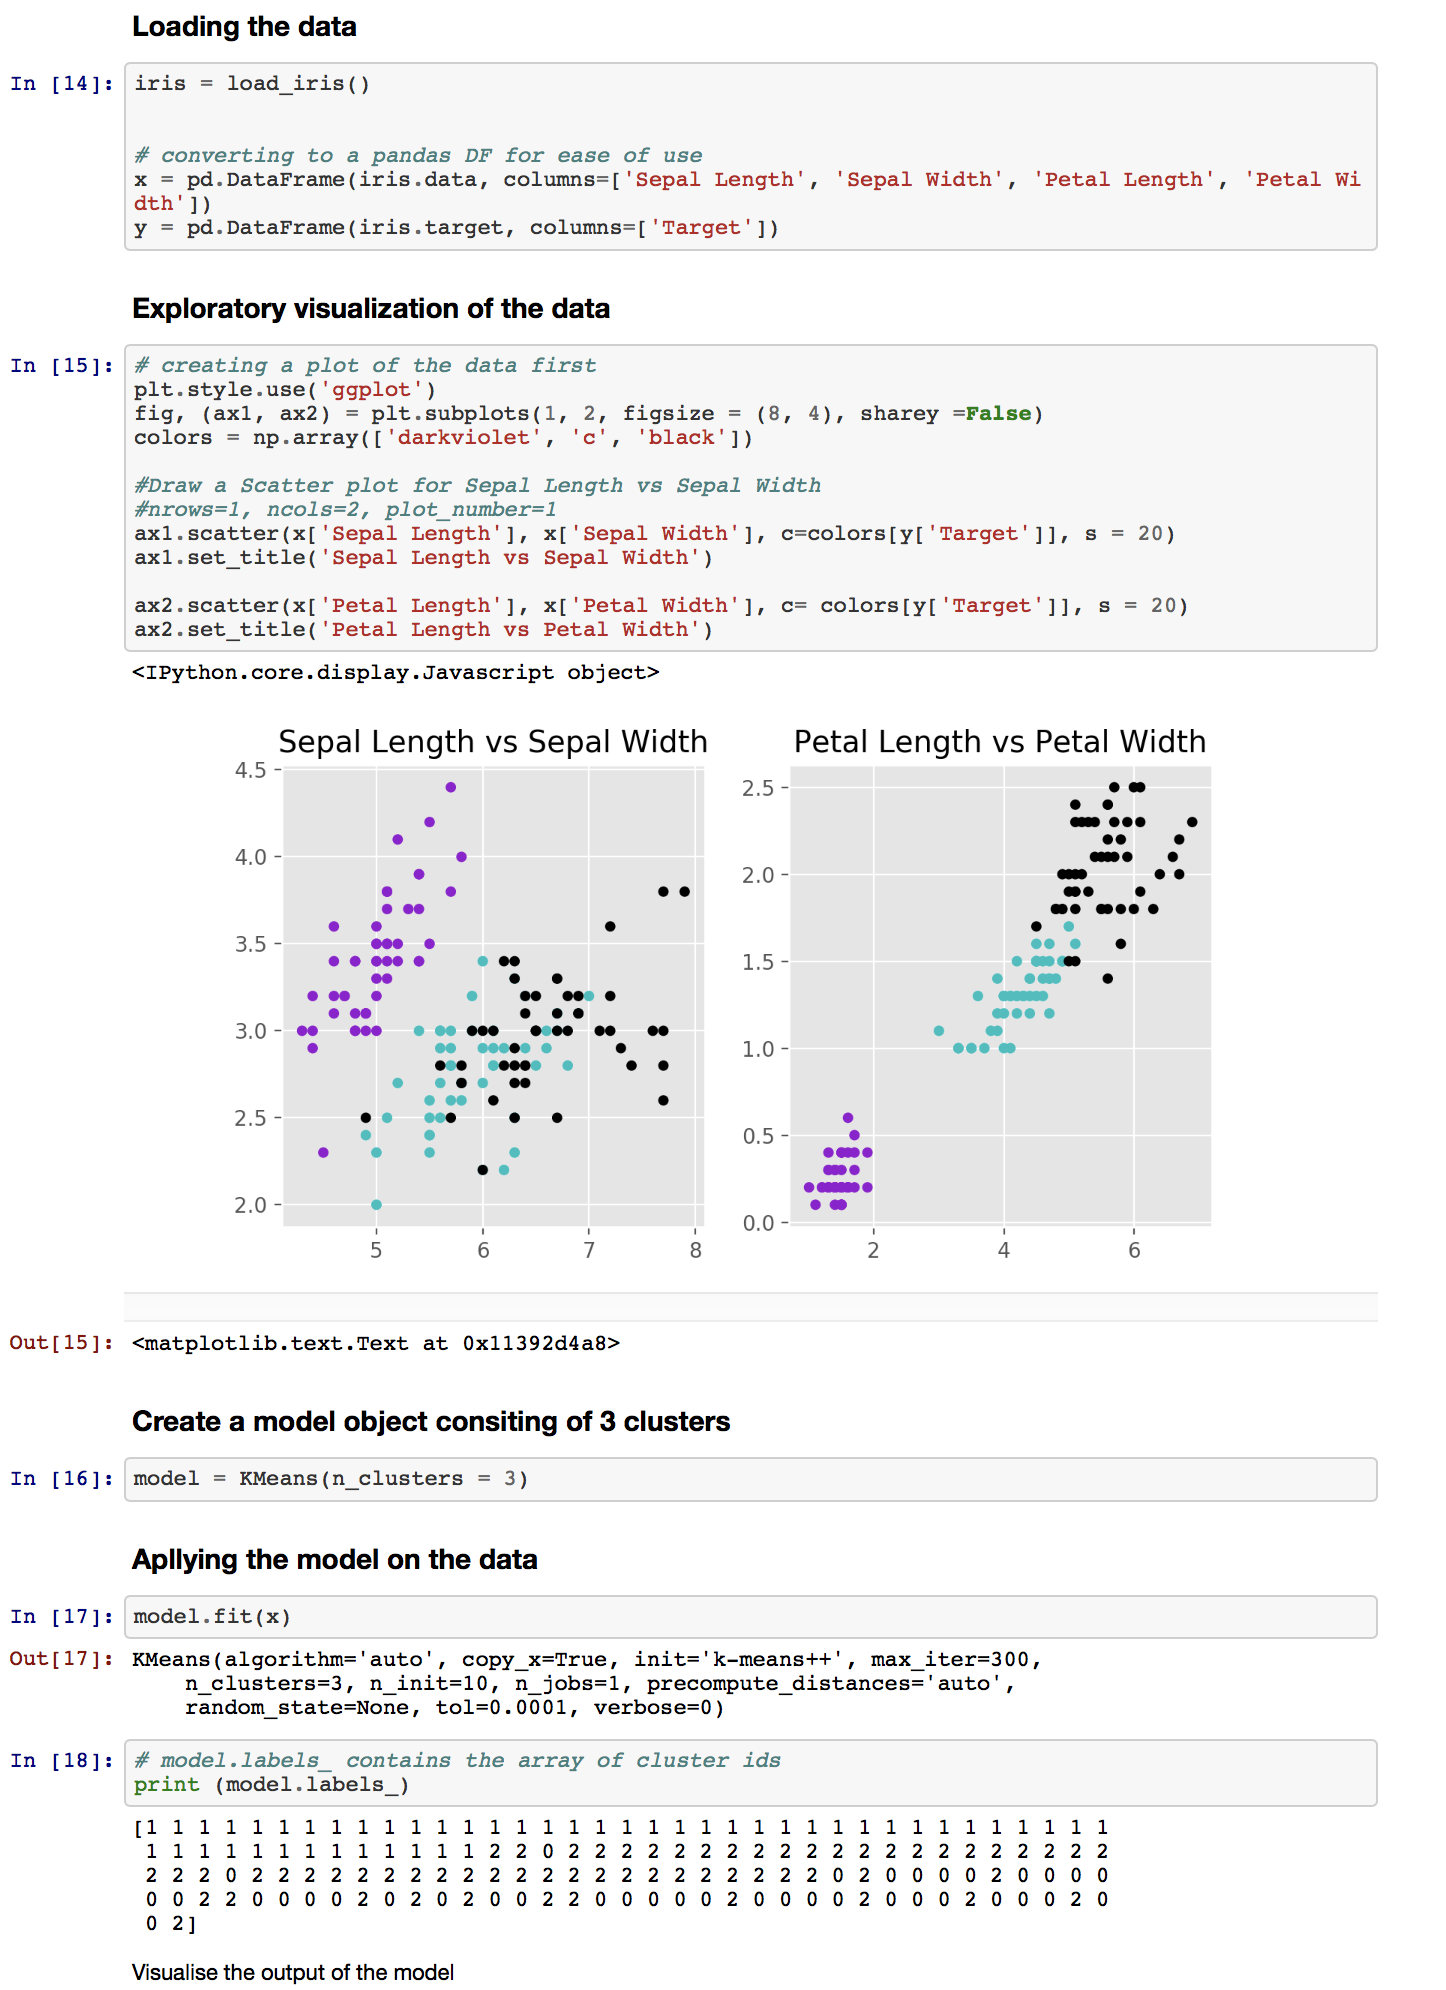 Loading the data
In [14]: iris = load_iris()
# converting to a pandas DF for ease of use
x = pd.DataFrame(iris.data, columns=['Sepal Length', 'Sepal Width', 'Petal Length', 'Petal Wi
dth'])
y = pd.DataFrame(iris.target, columns=['Target'])
Exploratory visualization of the data
In [15]: # creating a plot of the data first
plt.style.use('ggplot')
fig, (ax1, ax2) = plt.subplots(1, 2, figsize = (8, 4), sharey =False)
colors = np.array(['darkviolet', 'c', 'black'])
#Draw a Scatter plot for Sepal Length vs Sepal Width
#nrows=1, ncols=2, plot_number=1
ax1.scatter(x['Sepal Length'], x['Sepal Width'], c=colors[y['Target']], s = 20)
ax1.set_title('Sepal Length vs Sepal Width')
ax2.scatter(x['Petal Length'], x['Petal Width'], c= colors[y['Target']], s = 20)
ax2.set_title('Petal Length vs Petal Width')
<IPython.core.display.Javascript object>
Sepal Length vs Sepal Width
4.5
4.0
3.5
3.0
2.5
2.0
5 6 7 8
Petal Length vs Petal Width
2.5
2.0
1.5
1.0
0.5
0.0
2 4 6
Out[15]: <matplotlib.text.Text at 0x11392d4a8>
Create a model object consiting of 3 clusters
In [16]: model = KMeans(n_clusters = 3)
Apllying the model on the data
In [17]: model.fit(x)
Out[17]: KMeans(algorithm='auto', copy_x=True, init='k-means++', max_iter=300,
n_clusters=3, n_init=10, n_jobs=1, precompute_distances='auto',
random_state=None, tol=0.0001, verbose=0)
In [18]: # model.labels_ contains the array of cluster ids
print (model.labels_)
[1 1 1 1 1 1 1 1 1 1 1 1 1 1 1 1 1 1 1 1 1 1 1 1 1 1 1 1 1 1 1 1 1 1 1 1 1
1 1 1 1 1 1 1 1 1 1 1 1 1 2 2 0 2 2 2 2 2 2 2 2 2 2 2 2 2 2 2 2 2 2 2 2 2
2 2 2 0 2 2 2 2 2 2 2 2 2 2 2 2 2 2 2 2 2 2 2 2 2 2 0 2 0 0 0 0 2 0 0 0 0
0 0 2 2 0 0 0 0 2 0 2 0 2 0 0 2 2 0 0 0 0 0 2 0 0 0 0 2 0 0 0 2 0 0 0 2 0
0 2]
Visualise the output of the model